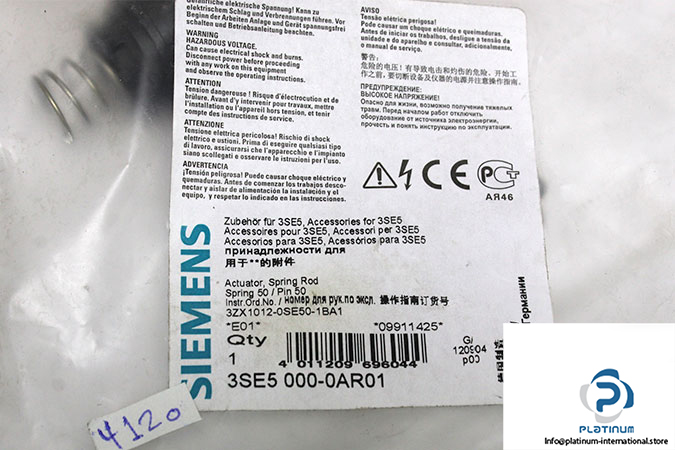 Gefährliche elektrische Spannung! Kann zu
elektrischem Schlag und Verbrennungen führen. Vor
Beginn der Arbeiten Anlage und Gerät spannungsfrei
schalten und Betriebsanleitung beachten.
WARNING
HAZARDOUS VOLTAGE.
Can cause electrical shock and burns.
Disconnect power before proceeding
with any work on this equipment
and observe the operating instructions.
ATTENTION
Tension dangereuse ! Risque d'électrocution et de
brûlure. Avant d'y intervenir pour travaux, mettre
l'installation ou l'appareil hors tension, et tenir
compte des instructions de service.
ATTENZIONE
Tensione elettrica pericolosa! Rischio di shock
elettrico e ustioni. Prima di eseguire qualsiasi tipo
di lavoro, assicurarsi che l'apparecchio e l'impianto
siano scollegati e osservare le istruzioni per l'uso.
ADVERTENCIA
¡Tensión peligrosa! Puede causar choque eléctrico y
quemaduras. Antes de comenzar los trabajos desco-
nectar y aislar de alimentación la instalación y el
equipo, y respetar lo indicado en las instrucciones.
AVISO
Tensão elétrica perigosa!
Pode causar um choque elétrico e queimaduras.
Antes de iniciar os trabalhos, desligue a tensão da
unidade e do aparelho e consultar, adicionalmente,
o manual de serviço.
警告:
危险的电压!有导致电击和灼伤的危险。开始工
作之前,要切断设备及仪器的电源并注意操作指南。
ПРЕДУПРЕЖДЕНИЕ:
ВЫСОКОЕ НАПРЯЖЕНИЕ!
Опасно для жизни, возможно получение тяжелых
травм. Перед началом работ отключить
оборудование от источника электроэнергии,
прочесть и понять инструкцию по эксплуатации.
CE
АЯ46
SIEMENS
Zubehör für 3SE5, Accessories for 3SE5
Accessoires pour 3SE5, Accessori per 3SE5
Accesorios para 3SE5, Acessórios para 3SE5
принадлежности для
用于**的附件
Actuator, Spring Rod
Spring 50 / Pin 50
Instr.Ord.No. / номер для рук.по экспл. 操作指南订货号
3ZX1012-0SE50-1BA1
*E01* *09911425*
Qty
1
4 011209 696044
3SE5 000-0AR01
G/
120904
p00
Германии
4120
PLATINUM
Info@platinum-international.store